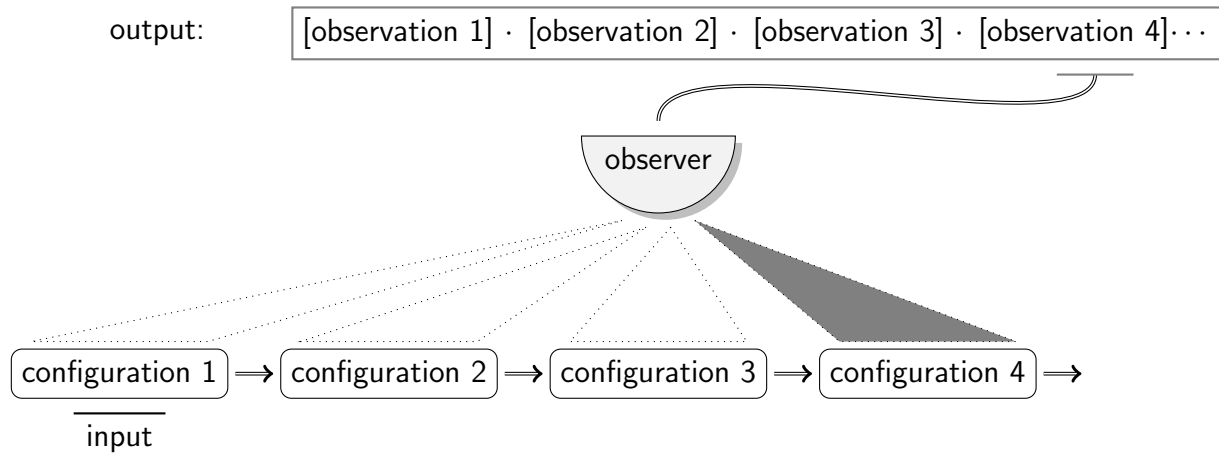 output: [observation 1] · [observation 2] · [observation 3] · [observation 4]···
observer
configuration 1 ⇒ configuration 2 ⇒ configuration 3 ⇒ configuration 4 ⇒
input